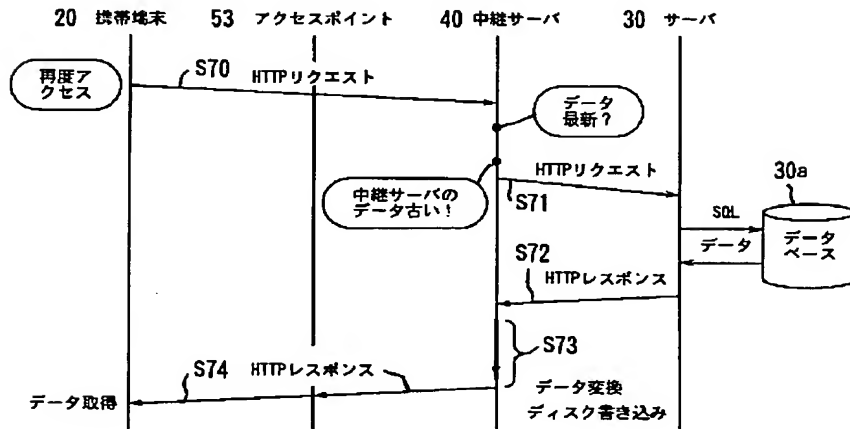 20 携帯端末
53 アクセスポイント
40 中継サーバ
30 サーバ
再度ア
クセス
S70
HTTPリクエスト
データ
最新？
中継サーバの
データ古い！
HTTPリクエスト
S71
30a
SQL
データ
データ
ベース
S72
HTTPレスポンス
S73
S74
HTTPレスポンス
データ取得
データ変換
ディスク書き込み